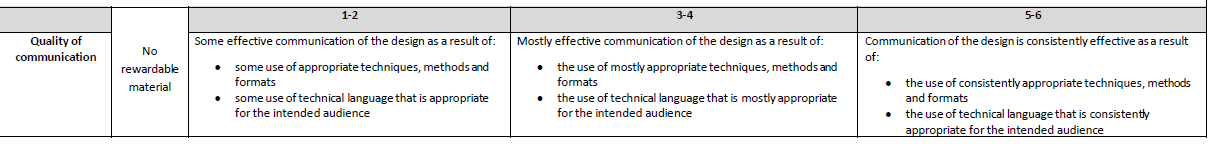 1-2
3-4
5-6
Quality of
communication
No
rewardable
material
Some effective communication of the design as a result of:
• some use of appropriate techniques, methods and
formats
• some use of technical language that is appropriate
for the intended audience
Mostly effective communication of the design as a result of:
• the use of mostly appropriate techniques, methods and
formats
• the use of technical language that is mostly appropriate
for the intended audience
Communication of the design is consistently effective as a result
of:
• the use of consistently appropriate techniques, methods
and formats
• the use of technical language that is consistently
appropriate for the intended audience